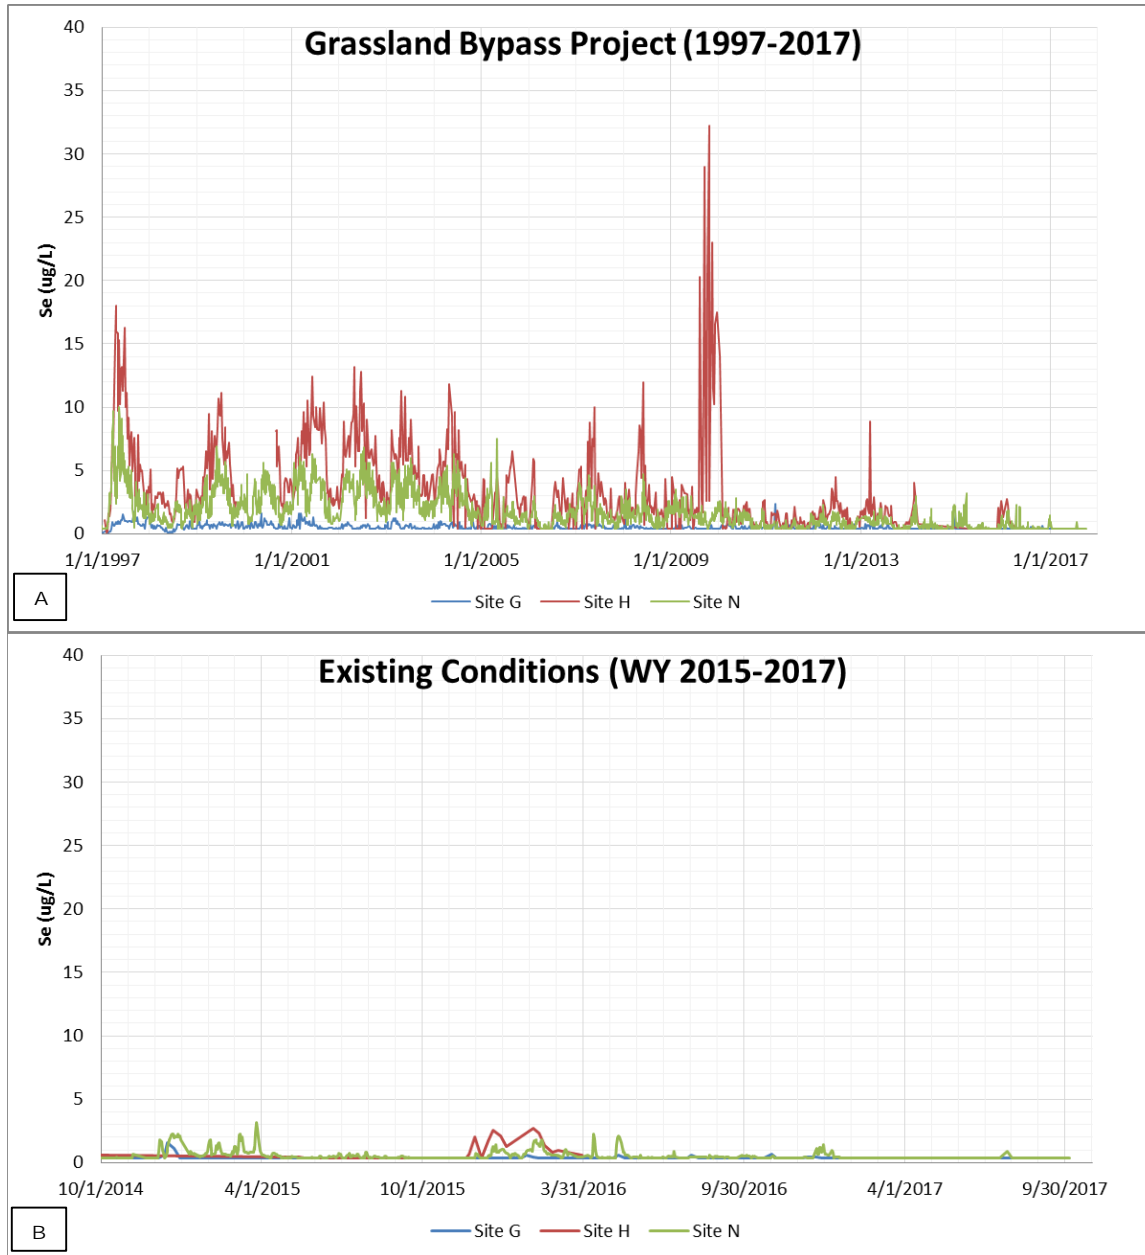 Grassland Bypass Project (1997-2017)
40
35
30
25
20
15
10
5
0
Se (ug/L)
1/1/1997 1/1/2001 1/1/2005 1/1/2009 1/1/2013 1/1/2017
A
Site G Site H Site N
Existing Conditions (WY 2015-2017)
40
35
30
25
20
15
10
5
0
Se (ug/L)
10/1/2014 4/1/2015 10/1/2015 3/31/2016 9/30/2016 4/1/2017 9/30/2017
B
Site G Site H Site N